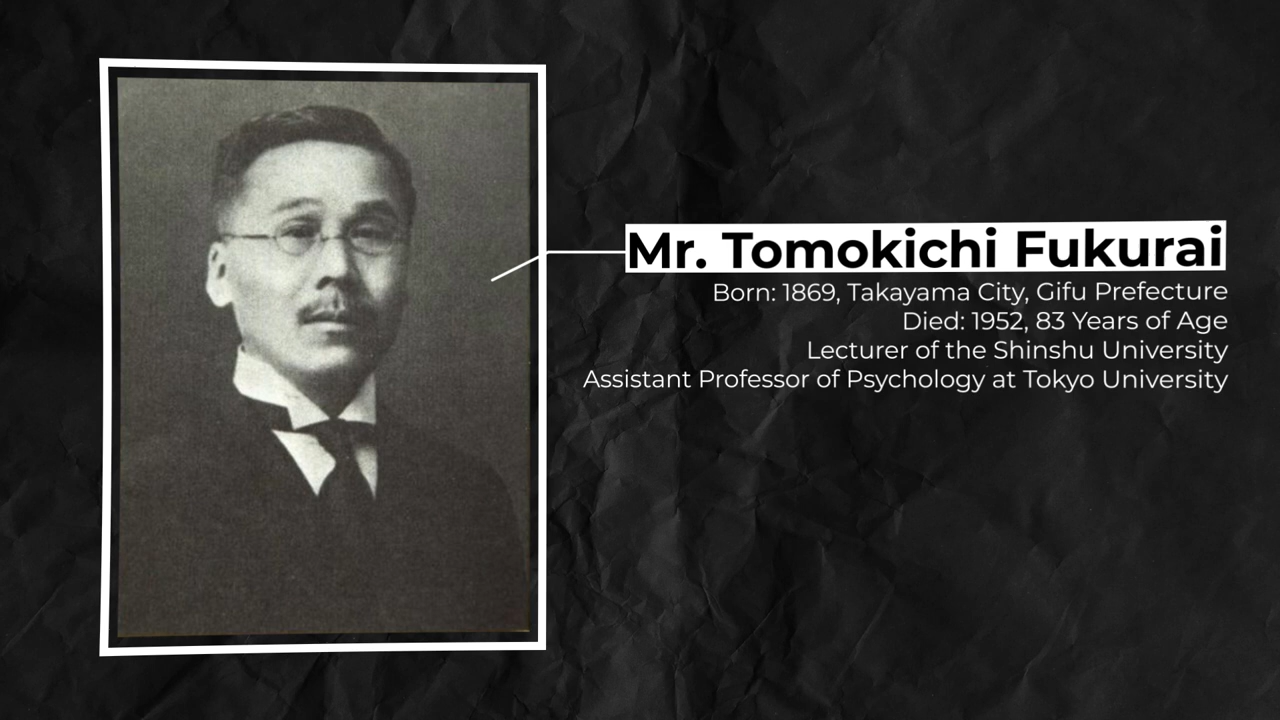 Mr. Tomokichi Fukurai
Born: 1869, Takayama City, Gifu Prefecture
Died: 1952, 83 Years of Age
Lecturer of the Shinshu University
Assistant Professor of Psychology at Tokyo University